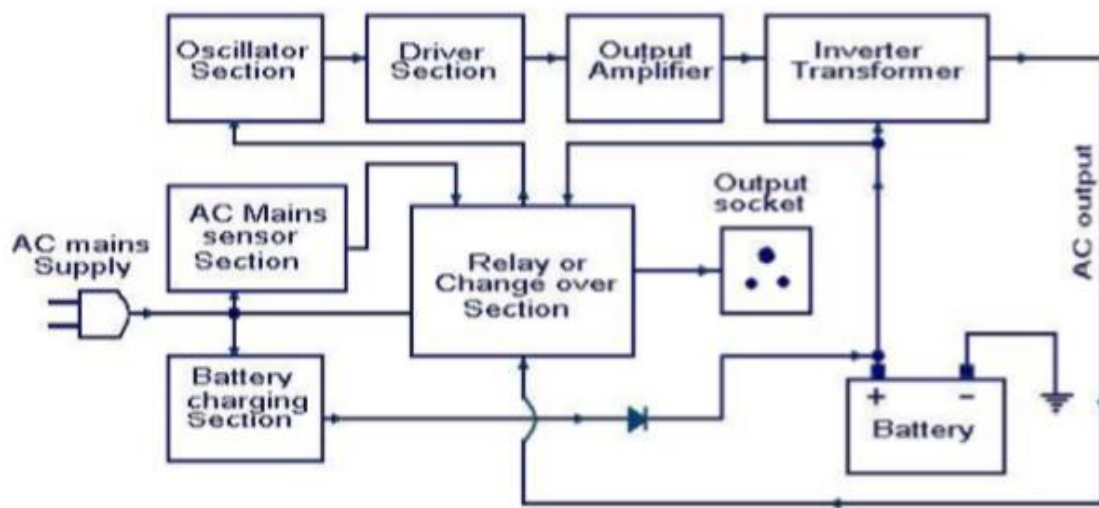 Oscillator
Section
Driver
Section
Output
Amplifier
Inverter
Transformer
AC Mains
sensor
Section
AC mains
Supply
Relay or
Change over
Section
Output
socket
AC output
Battery
charging
Section
+ -
Battery